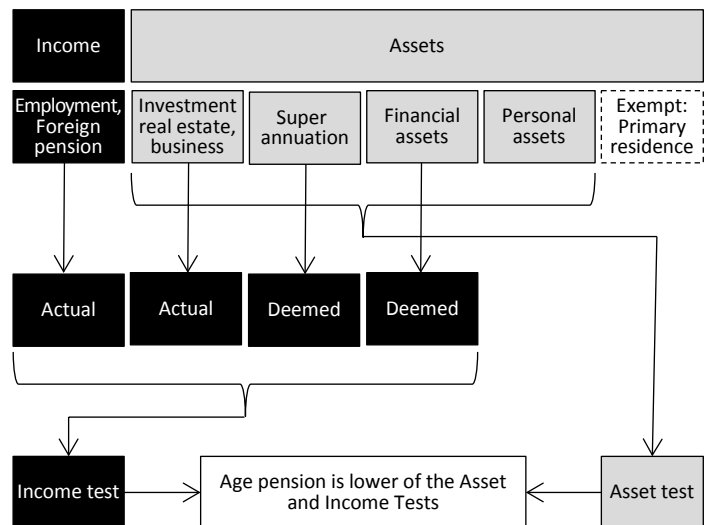 Income
Assets
Employment,
Foreign
pension
Investment
real estate,
business
Super
annuation
Financial
assets
Personal
assets
Exempt:
Primary
residence
Actual
Actual
Deemed
Deemed
Income test
Age pension is lower of the Asset
and Income Tests
Asset test